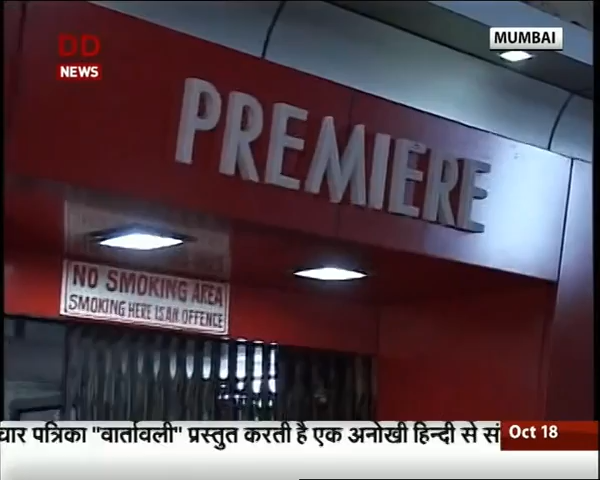 DD
NEWS
MUMBAI
PREMIERE
NO SMOKING AREA
SMOKING HERE IS AN OFFENCE
पत्रिका "वार्तावली" प्रस्तुत करती है एक अनोखी हिन्दी से
Oct 18